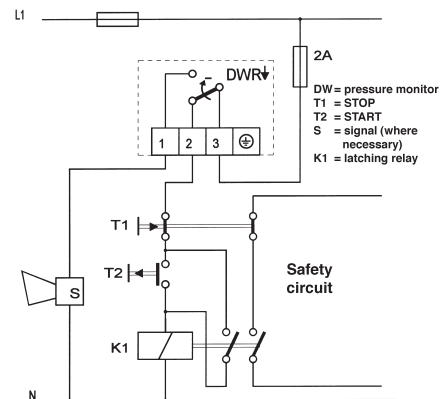 L1
2A
DWR
DW = pressure monitor
T1 = STOP
T2 = START
S = signal (where
necessary)
K1 = latching relay
1 2 3
T1
T2
Safety
circuit
S
K1
N